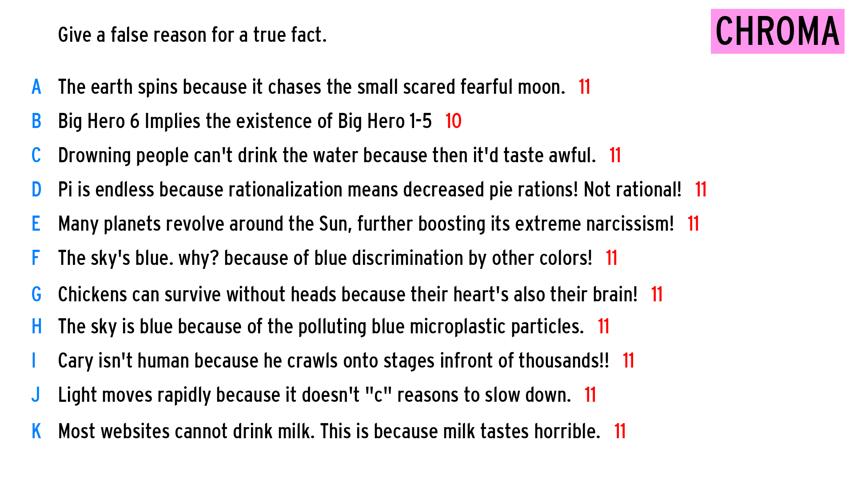 Give a false reason for a true fact.
CHROMA
A The earth spins because it chases the small scared fearful moon. 11
B Big Hero 6 Implies the existence of Big Hero 1-5 10
C Drowning people can't drink the water because then it'd taste awful. 11
D Pi is endless because rationalization means decreased pie rations! Not rational! 11
E Many planets revolve around the Sun, further boosting its extreme narcissism! 11
F The sky's blue. why? because of blue discrimination by other colors! 11
G Chickens can survive without heads because their heart's also their brain! 11
H The sky is blue because of the polluting blue microplastic particles. 11
I Cary isn't human because he crawls onto stages infront of thousands!! 11
J Light moves rapidly because it doesn't "c" reasons to slow down. 11
K Most websites cannot drink milk. This is because milk tastes horrible. 11